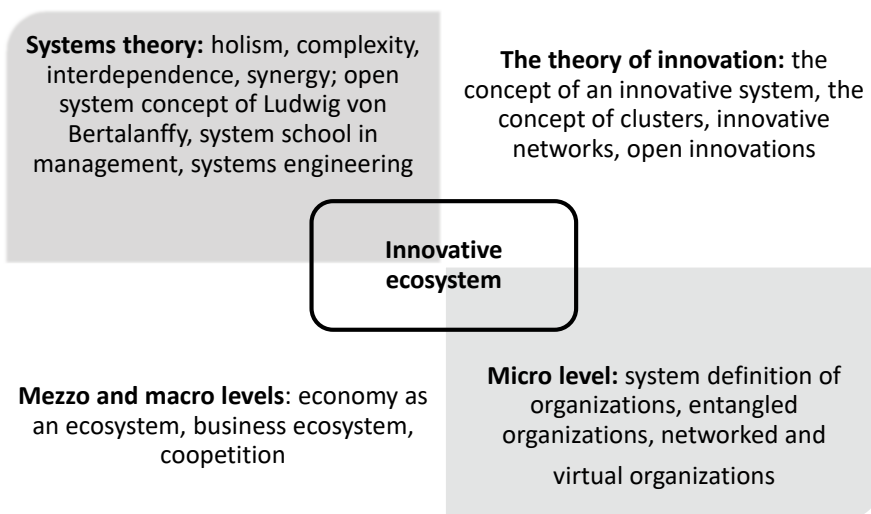 Systems theory: holism, complexity,
interdependence, synergy; open
system concept of Ludwig von
Bertalanffy, system school in
management, systems engineering
The theory of innovation: the
concept of an innovative system, the
concept of clusters, innovative
networks, open innovations
Innovative
ecosystem
Mezzo and macro levels: economy as
an ecosystem, business ecosystem,
coopetition
Micro level: system definition of
organizations, entangled
organizations, networked and
virtual organizations